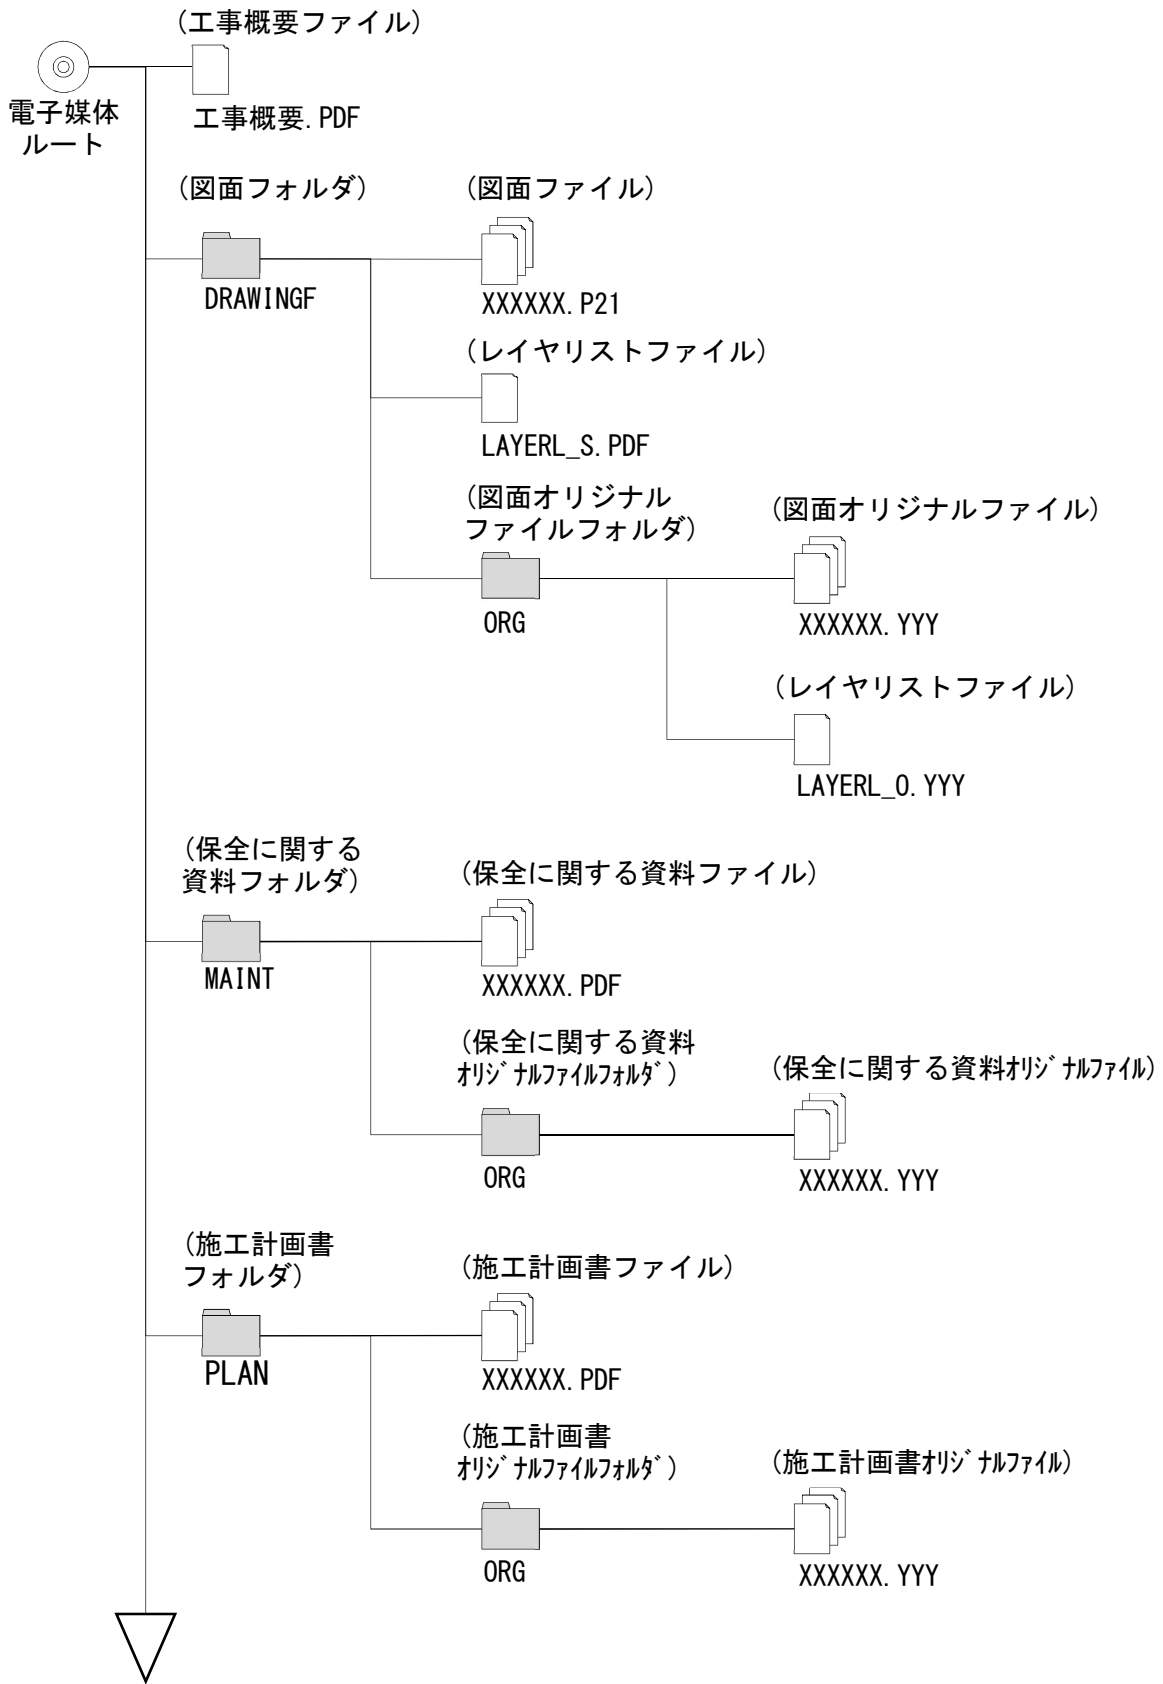 (工事概要ファイル)
電子媒体
ルート
工事概要.PDF
(図面フォルダ)
(図面ファイル)
DRAWINGF
XXXXXX.P21
(レイヤリストファイル)
LAYERL_S.PDF
(図面オリジナル
ファイルフォルダ)
(図面オリジナルファイル)
ORG
XXXXXX.YYY
(レイヤリストファイル)
LAYERL_O.YYY
(保全に関する
資料フォルダ)
(保全に関する資料ファイル)
MAINT
XXXXXX.PDF
(保全に関する資料
ｵﾘｼﾞﾅﾙﾌｧｲﾙﾌｫﾙﾀﾞ)
(保全に関する資料ｵﾘｼﾞﾅﾙﾌｧｲﾙ)
ORG
XXXXXX.YYY
(施工計画書
フォルダ)
(施工計画書ファイル)
PLAN
XXXXXX.PDF
(施工計画書
ｵﾘｼﾞﾅﾙﾌｧｲﾙﾌｫﾙﾀﾞ)
(施工計画書ｵﾘｼﾞﾅﾙﾌｧｲﾙ)
ORG
XXXXXX.YYY